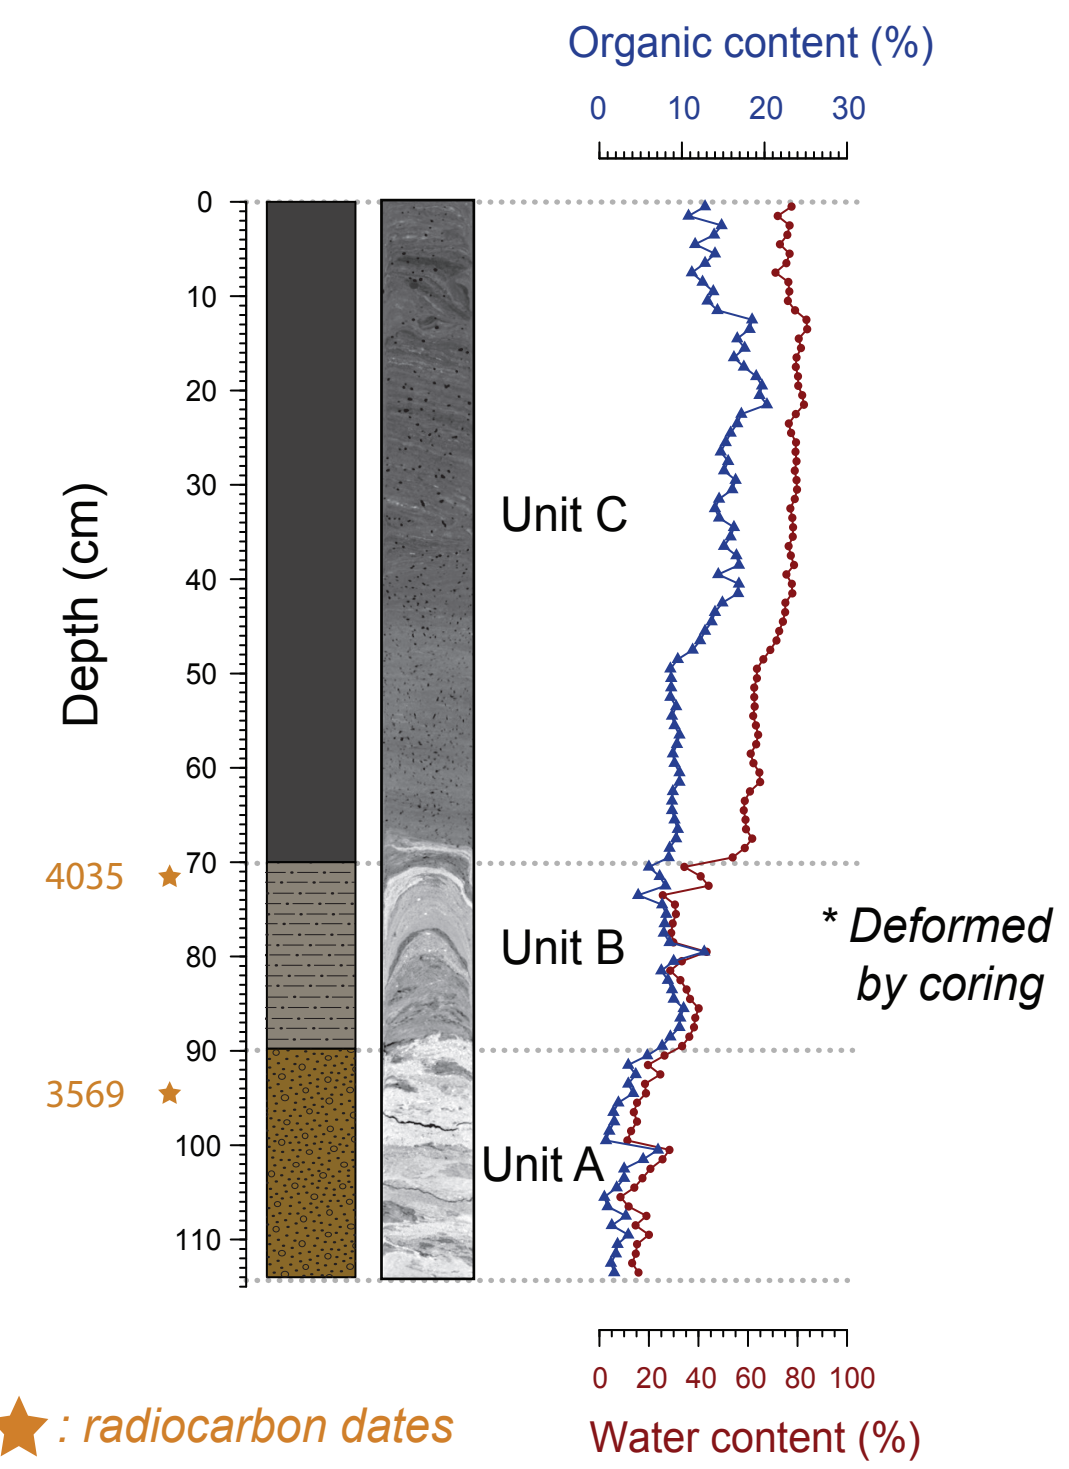 Organic content (%)
0 10 20 30
0
10
20
30
40
50
60
70
80
90
100
110
Depth (cm)
Unit C
4035
Unit B
* Deformed
by coring
3569
Unit A
0 20 40 60 80 100
Water content (%)
: radiocarbon dates